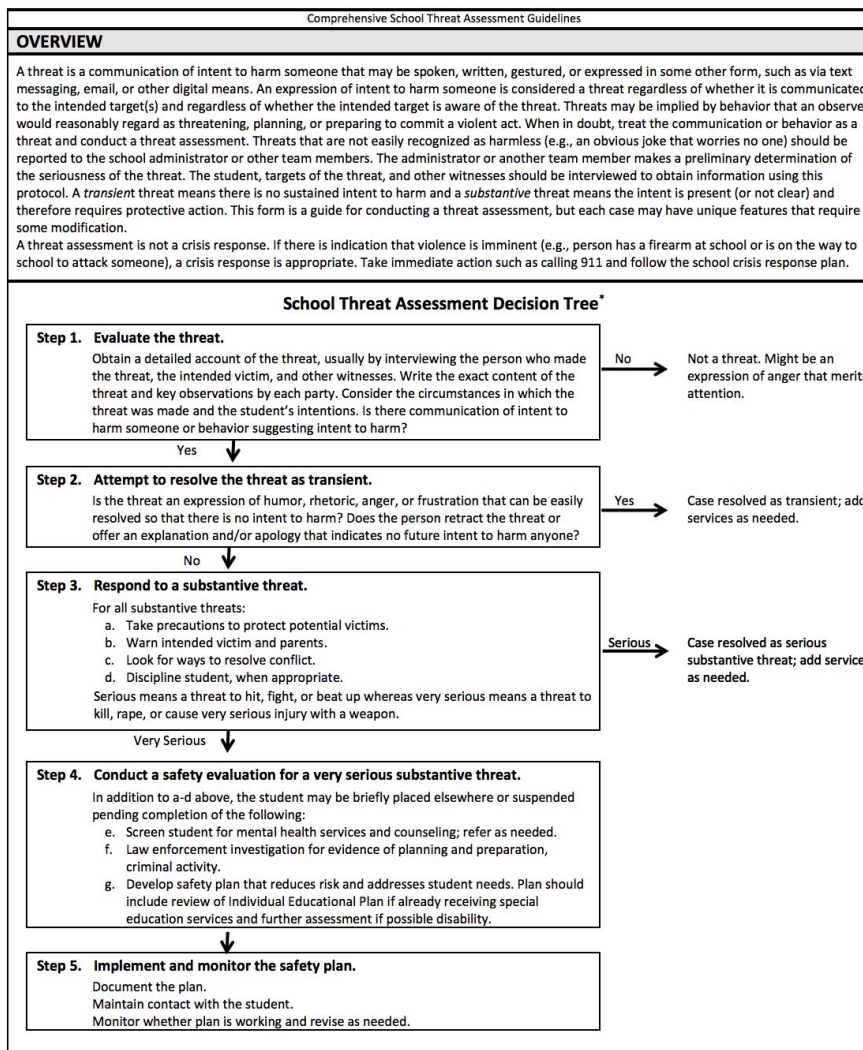 Comprehensive School Threat Assessment Guidelines
OVERVIEW
A threat is a communication of intent to harm someone that may be spoken, written, gestured, or expressed in some other form, such as via text
messaging, email, or other digital means. An expression of intent to harm someone is considered a threat regardless of whether it is communicated
to the intended target(s) and regardless of whether the intended target is aware of the threat. Threats may be implied by behavior that an observe
would reasonably regard as threatening, planning, or preparing to commit a violent act. When in doubt, treat the communication or behavior as a
threat and conduct a threat assessment. Threats that are not easily recognized as harmless (e.g., an obvious joke that worries no one) should be
reported to the school administrator or other team members. The administrator or another team member makes a preliminary determination of
the seriousness of the threat. The student, targets of the threat, and other witnesses should be interviewed to obtain information using this
protocol. A transient threat means there is no sustained intent to harm and a substantive threat means the intent is present (or not clear) and
therefore requires protective action. This form is a guide for conducting a threat assessment, but each case may have unique features that require
some modification.
A threat assessment is not a crisis response. If there is indication that violence is imminent (e.g., person has a firearm at school or is on the way to
school to attack someone), a crisis response is appropriate. Take immediate action such as calling 911 and follow the school crisis response plan.
School Threat Assessment Decision Tree*
Step 1. Evaluate the threat.
Obtain a detailed account of the threat, usually by interviewing the person who made
the threat, the intended victim, and other witnesses. Write the exact content of the
threat and key observations by each party. Consider the circumstances in which the
threat was made and the student's intentions. Is there communication of intent to
harm someone or behavior suggesting intent to harm?
No
Not a threat. Might be an
expression of anger that merits
attention.
Yes
Step 2. Attempt to resolve the threat as transient.
Is the threat an expression of humor, rhetoric, anger, or frustration that can be easily
resolved so that there is no intent to harm? Does the person retract the threat or
offer an explanation and/or apology that indicates no future intent to harm anyone?
Yes
Case resolved as transient; add
services as needed.
No
Step 3. Respond to a substantive threat.
For all substantive threats:
a. Take precautions to protect potential victims.
b. Warn intended victim and parents.
c. Look for ways to resolve conflict.
d. Discipline student, when appropriate.
Serious means a threat to hit, fight, or beat up whereas very serious means a threat to
kill, rape, or cause very serious injury with a weapon.
Serious
Case resolved as serious
substantive threat; add service
as needed.
Very Serious
Step 4. Conduct a safety evaluation for a very serious substantive threat.
In addition to a-d above, the student may be briefly placed elsewhere or suspended
pending completion of the following:
e. Screen student for mental health services and counseling; refer as needed.
f. Law enforcement investigation for evidence of planning and preparation,
criminal activity.
g. Develop safety plan that reduces risk and addresses student needs. Plan should
include review of Individual Educational Plan if already receiving special
education services and further assessment if possible disability.
Step 5. Implement and monitor the safety plan.
Document the plan.
Maintain contact with the student.
Monitor whether plan is working and revise as needed.